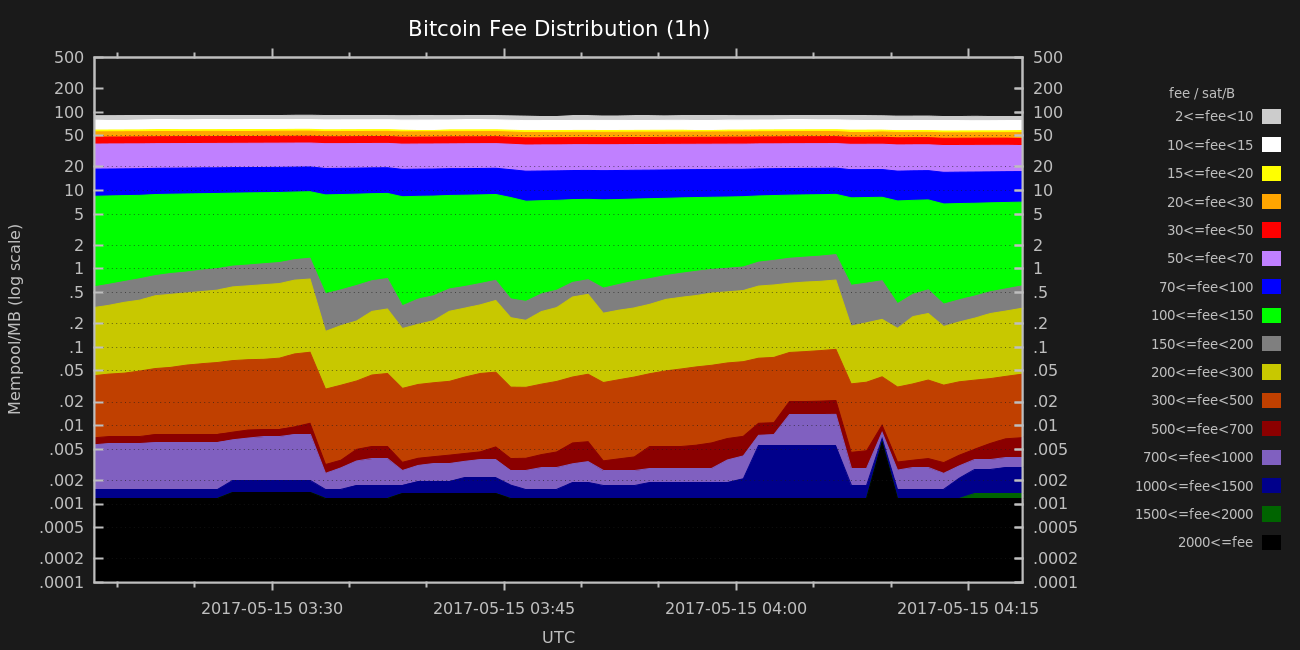 Bitcoin Fee Distribution (1h)
500 500
200 200
100 100
50 50
20 20
10 10
5 5
2 2
1 1
.5 .5
.2 .2
.1 .1
.05 .05
.02 .02
.01 .01
.005 .005
.002 .002
.001 .001
.0005 .0005
.0002 .0002
.0001 .0001
Mempool/MB (log scale)
2017-05-15 03:30 2017-05-15 03:45 2017-05-15 04:00 2017-05-15 04:15
UTC
fee / sat/B
2<=fee<10
10<=fee<15
15<=fee<20
20<=fee<30
30<=fee<50
50<=fee<70
70<=fee<100
100<=fee<150
150<=fee<200
200<=fee<300
300<=fee<500
500<=fee<700
700<=fee<1000
1000<=fee<1500
1500<=fee<2000
2000<=fee